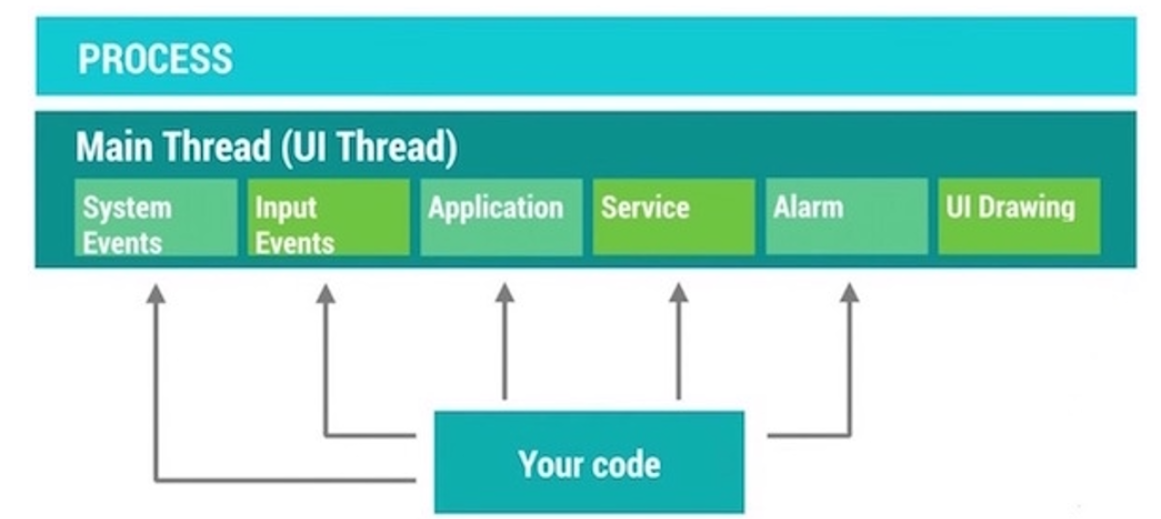 PROCESS
Main Thread (UI Thread)
System
Events
Input
Events
Application
Service
Alarm
UI Drawing
Your code